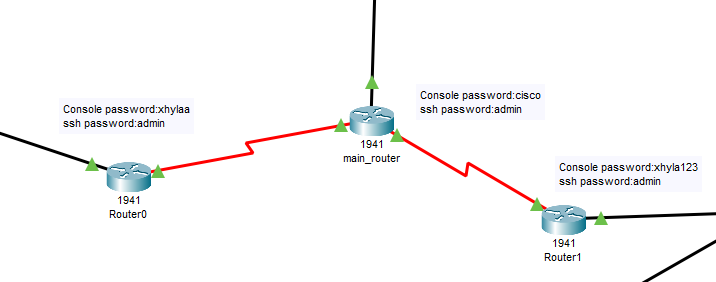 Console password:xhylaa
ssh password:admin
1941
Router0
Console password:cisco
ssh password:admin
1941
main_router
Console password:xhyla123
ssh password:admin
1941
Router1